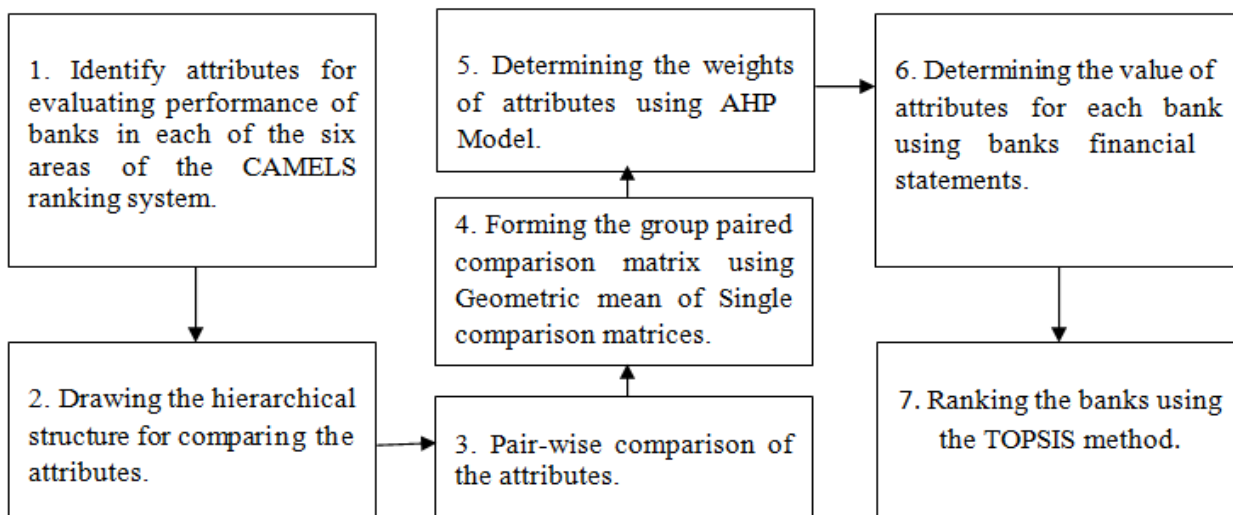 1. Identify attributes for
evaluating performance of
banks in each of the six
areas of the CAMELS
ranking system.
2. Drawing the hierarchical
structure for comparing the
attributes.
3. Pair-wise comparison of
the attributes.
4. Forming the group paired
comparison matrix using
Geometric mean of Single
comparison matrices.
5. Determining the weights
of attributes using AHP
Model.
6. Determining the value of
attributes for each bank
using banks financial
statements.
7. Ranking the banks using
the TOPSIS method.